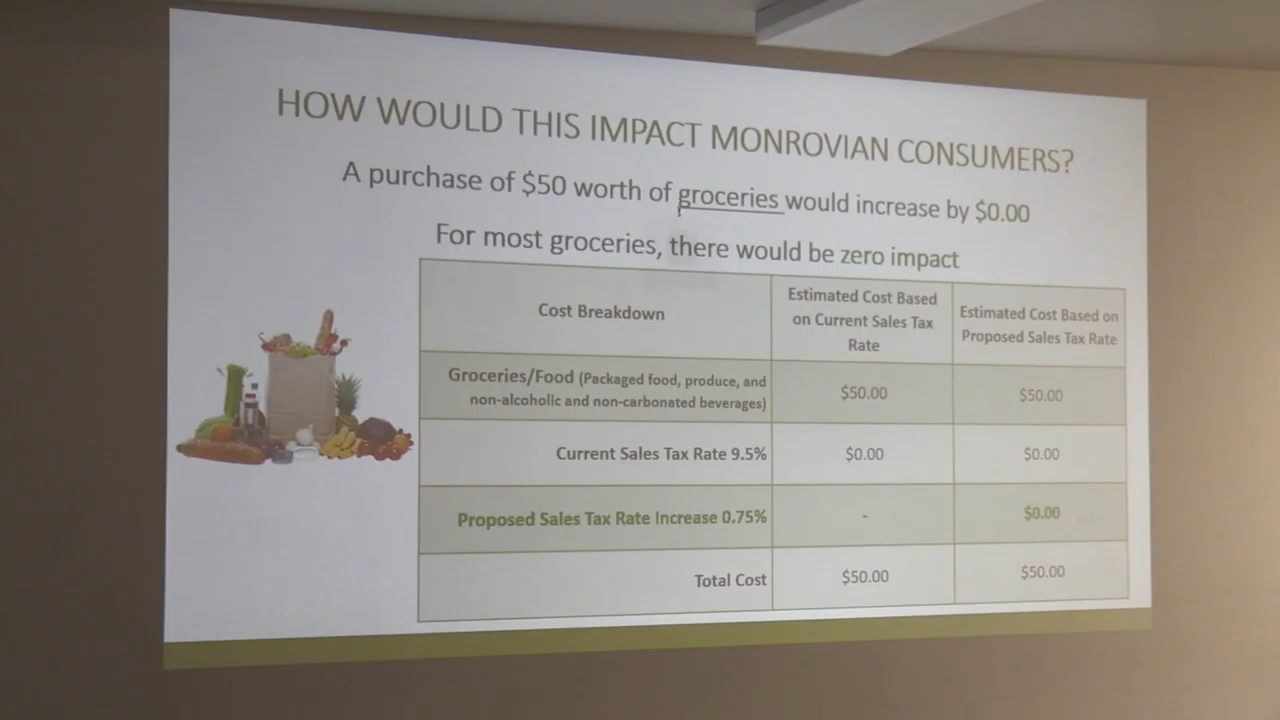 HOW WOULD THIS IMPACT MONROVIAN CONSUMERS?
A purchase of $50 worth of groceries would increase by $0.00
For most groceries, there would be zero impact
Cost Breakdown
Estimated Cost Based
on Current Sales Tax
Rate
Estimated Cost Based on
Proposed Sales Tax Rate
Groceries/Food (Packaged food, produce, and
non-alcoholic and non-carbonated beverages)
$50.00
$50.00
Current Sales Tax Rate 9.5%
$0.00
$0.00
Proposed Sales Tax Rate Increase 0.75%
-
$0.00
Total Cost
$50.00
$50.00